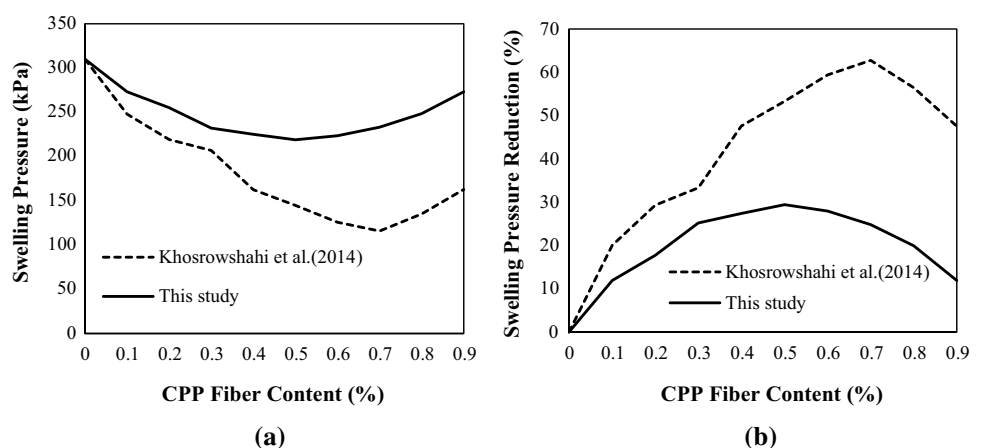 Swelling Pressure (kPa)
350
300
250
200
150
100
50
0
Khosrowshahi et al.(2014)
This study
0 0.1 0.2 0.3 0.4 0.5 0.6 0.7 0.8 0.9
CPP Fiber Content (%)
(a)
Swelling Pressure Reduction (%)
70
60
50
40
30
20
10
0
Khosrowshahi et al.(2014)
This study
0 0.1 0.2 0.3 0.4 0.5 0.6 0.7 0.8 0.9
CPP Fiber Content (%)
(b)